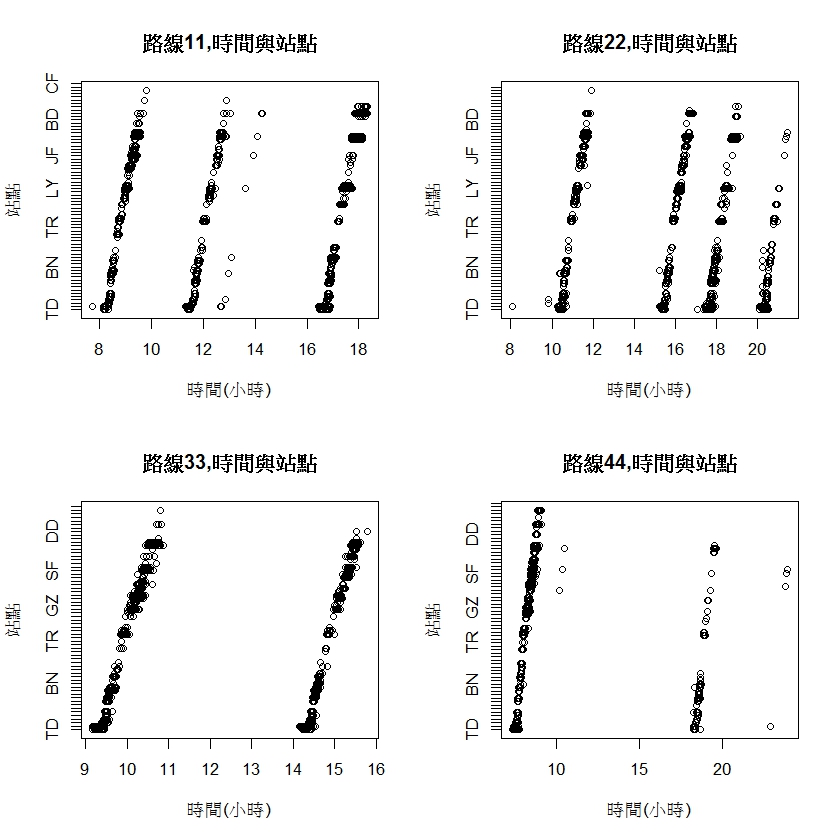 路線11,時間與站點
站點
CF
BD
JF
LY
TR
BN
TD
8 10 12 14 16 18
時間(小時)
路線22,時間與站點
站點
BD
JF
LY
TR
BN
TD
8 10 12 14 16 18 20
時間(小時)
路線33,時間與站點
站點
DD
SF
GZ
TR
BN
TD
9 10 11 12 13 14 15 16
時間(小時)
路線44,時間與站點
站點
DD
SF
GZ
TR
BN
TD
10 15 20
時間(小時)